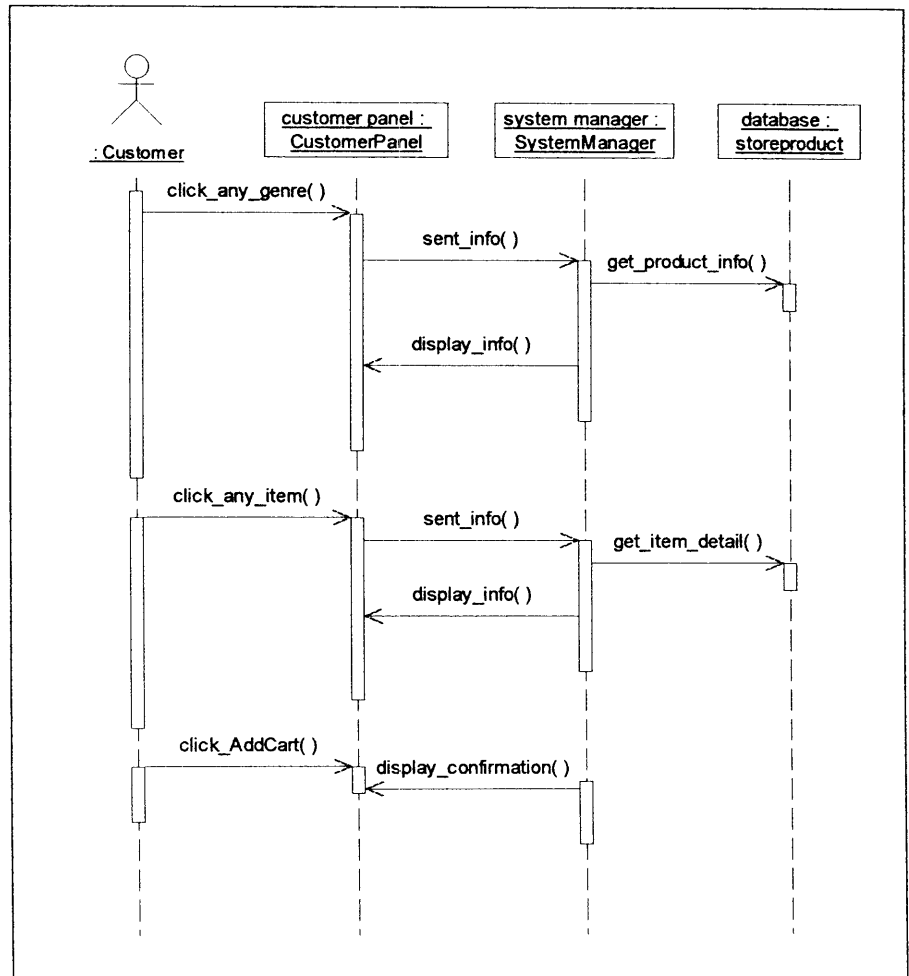 : Customer
customer panel :
CustomerPanel
system manager :
SystemManager
database :
storeproduct
click_any_genre( )
sent_info( )
get_product_info( )
display_info( )
click_any_item( )
sent_info( )
get_item_detail( )
display_info( )
click_AddCart( )
display_confirmation( )